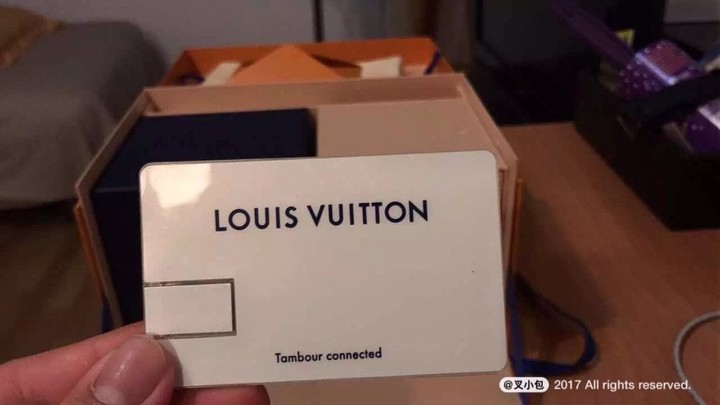 LOUIS VUITTON
Tambour connected
@叉小包 2017 All rights reserved.